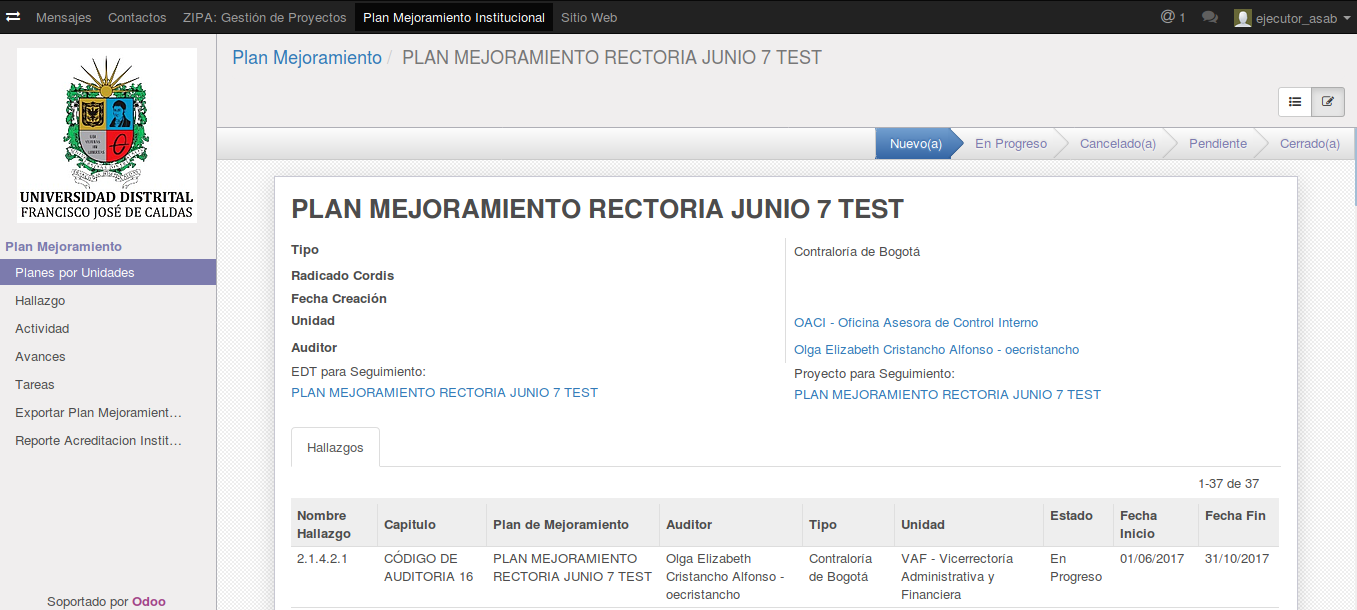 Mensajes Contactos ZIPA: Gestión de Proyectos Plan Mejoramiento Institucional Sitio Web @ 1 ejecutor_asab
Plan Mejoramiento / PLAN MEJORAMIENTO RECTORIA JUNIO 7 TEST
UNIVERSIDAD DISTRITAL
FRANCISCO JOSÉ DE CALDAS
Plan Mejoramiento
Planes por Unidades
Hallazgo
Actividad
Avances
Tareas
Exportar Plan Mejoramient...
Reporte Acreditacion Instit...
Soportado por Odoo
Nuevo(a) En Progreso Cancelado(a) Pendiente Cerrado(a)
PLAN MEJORAMIENTO RECTORIA JUNIO 7 TEST
Tipo Contraloría de Bogotá
Radicado Cordis
Fecha Creación
Unidad OACI - Oficina Asesora de Control Interno
Auditor Olga Elizabeth Cristancho Alfonso - oecristancho
EDT para Seguimiento: Proyecto para Seguimiento:
PLAN MEJORAMIENTO RECTORIA JUNIO 7 TEST PLAN MEJORAMIENTO RECTORIA JUNIO 7 TEST
Hallazgos
1-37 de 37
Nombre Capitulo Plan de Mejoramiento Auditor Tipo Unidad Estado Fecha Fecha Fin
Hallazgo Inicio
2.1.4.2.1 CÓDIGO DE PLAN MEJORAMIENTO Olga Elizabeth Contraloría VAF - Vicerrectoría En 01/06/2017 31/10/2017
AUDITORIA 16 RECTORIA JUNIO 7 TEST Cristancho Alfonso - de Bogotá Administrativa y Progreso
oecristancho Financiera